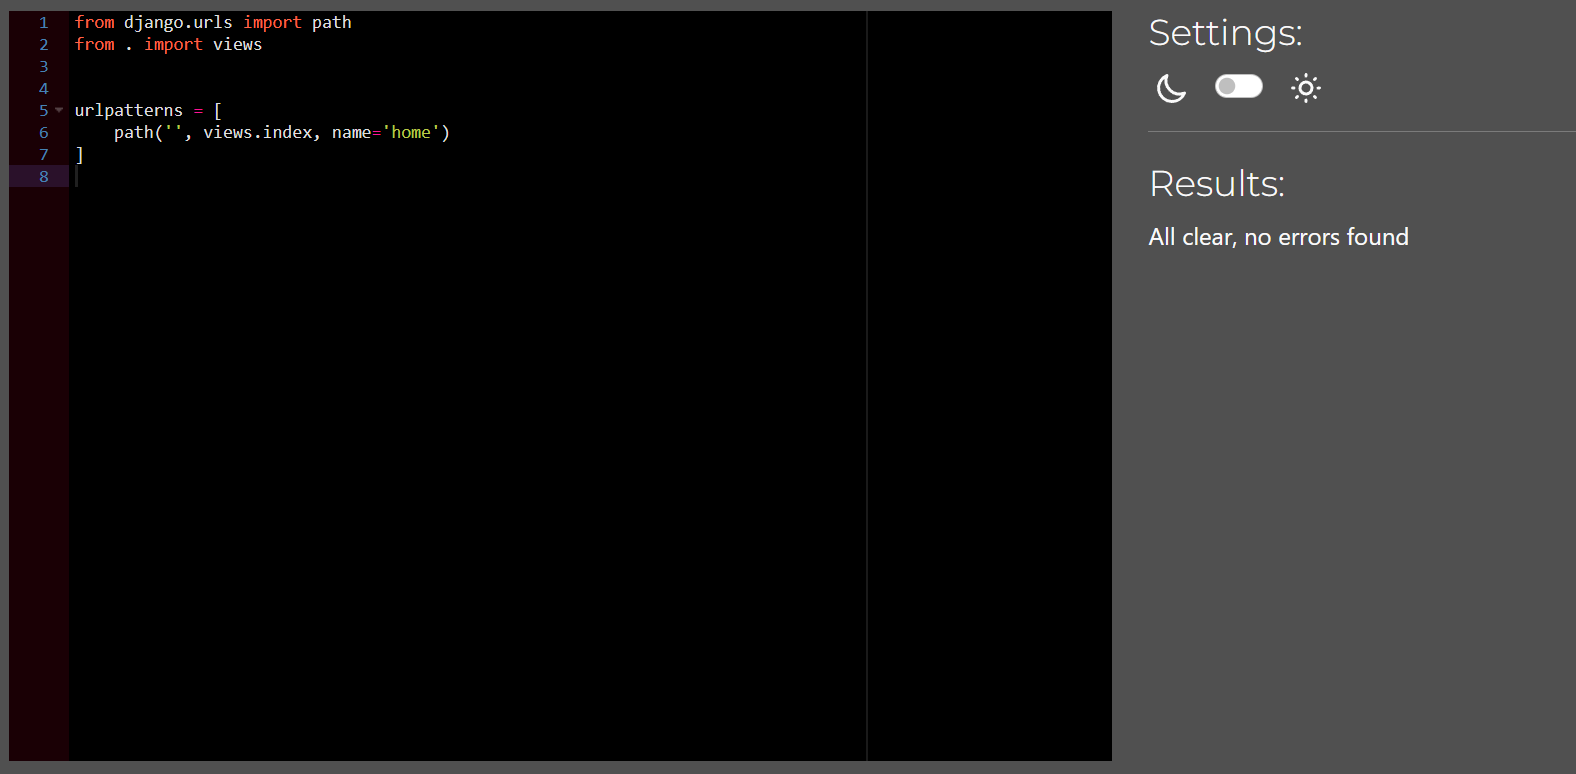 1 from django.urls import path
2 from . import views
3
4
5 urlpatterns = [
6     path('', views.index, name='home')
7 ]
8
Settings:
Results:
All clear, no errors found